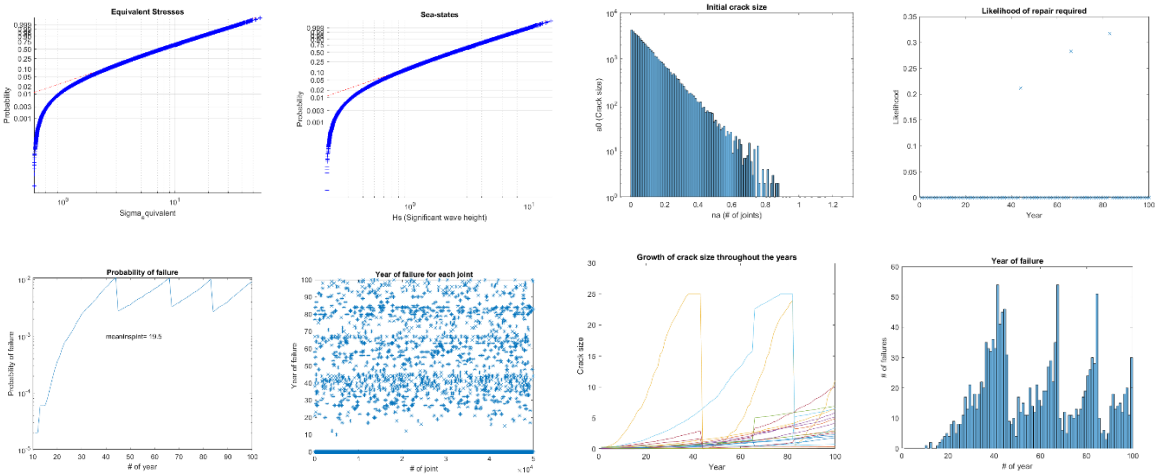 Equivalent Stresses
0.999
0.90
0.75
0.50
0.25
0.10
0.05
0.02
0.01
0.003
0.001
Probability
10^0
10^1
Sigma_equivalent
Sea-states
0.999
0.90
0.75
0.50
0.25
0.10
0.05
0.02
0.01
0.003
0.001
Probability
10^0
10^1
Hs (Significant wave height)
Initial crack size
10^4
10^3
10^2
10^1
10^0
a0 (Crack size)
0 0.2 0.4 0.6 0.8 1 1.2
na (# of joints)
Likelihood of repair required
0.35
0.3
0.25
0.2
0.15
0.1
0.05
0
Likelihood
0 20 40 60 80 100
Year
Probability of failure
10^-2
10^-3
10^-4
10^-5
Probability of failure
meanInspInt= 19.5
10 20 30 40 50 60 70 80 90 100
# of year
Year of failure for each joint
100
90
80
70
60
50
40
30
20
10
0
Year of failure
0 1 2 3 4 5
×10^4
# of joint
Growth of crack size throughout the years
30
25
20
15
10
5
0
Crack size
0 20 40 60 80 100
Year
Year of failure
60
50
40
30
20
10
0
# of failures
0 20 40 60 80 100
Year